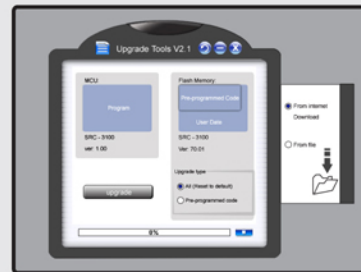 Upgrade Tools V2.1
MCU:
Program
SRC - 3100
ver: 1.00
upgrade
Flash Memory:
Pre-programmed Code
User Data
SRC - 3100
Ver: 70.01
Upgrade type
All (Reset to default)
Pre-programmed code
0%
From internet
Download
From file